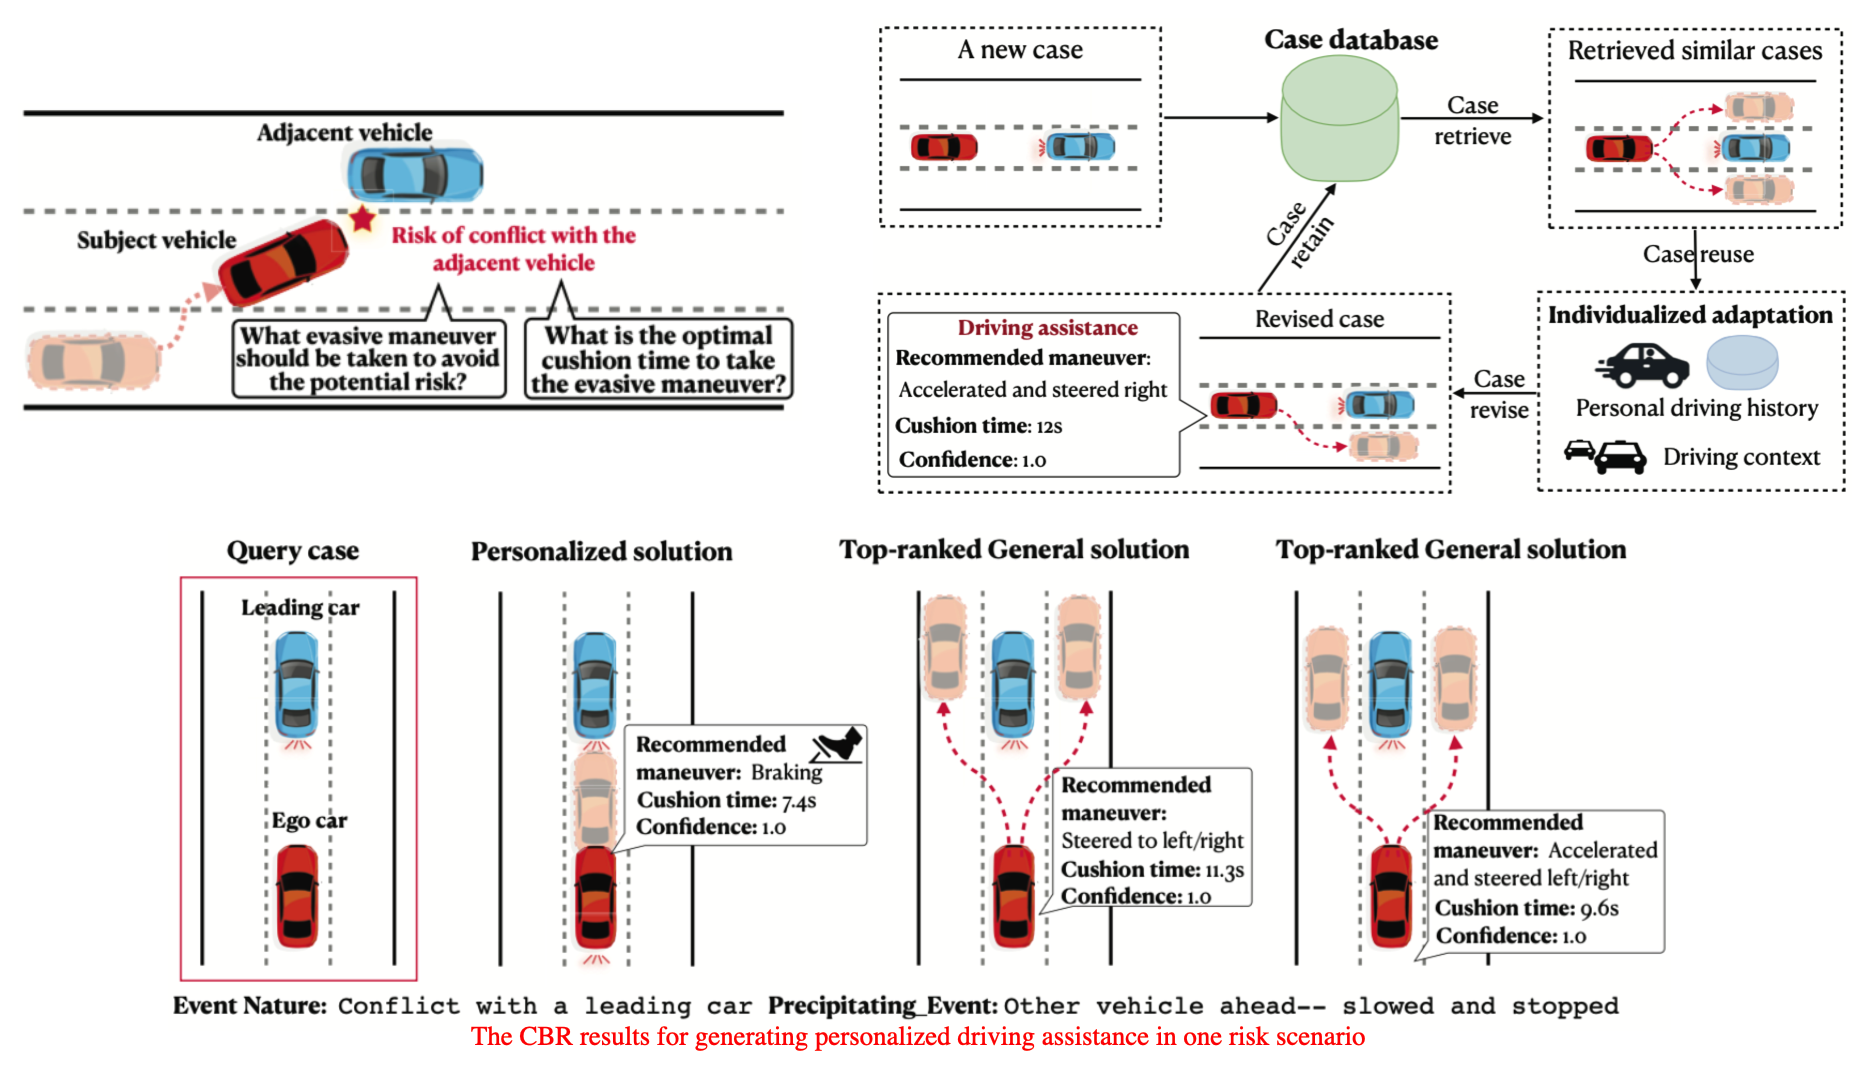 Adjacent vehicle
Subject vehicle
Risk of conflict with the
adjacent vehicle
What evasive maneuver
should be taken to avoid
the potential risk?
What is the optimal
cushion time to take
the evasive maneuver?
A new case
Case database
Case
retrieve
Retrieved similar cases
Case reuse
Individualized adaptation
Personal driving history
Driving context
Case
revise
Revised case
Driving assistance
Recommended maneuver:
Accelerated and steered right
Cushion time: 12s
Confidence: 1.0
Case
retain
Query case
Leading car
Ego car
Personalized solution
Recommended
maneuver: Braking
Cushion time: 7.4s
Confidence: 1.0
Top-ranked General solution
Recommended
maneuver:
Steered to left/right
Cushion time: 11.3s
Confidence: 1.0
Top-ranked General solution
Recommended
maneuver: Accelerated
and steered left/right
Cushion time: 9.6s
Confidence: 1.0
Event Nature: Conflict with a leading car Precipitating_Event: Other vehicle ahead-- slowed and stopped
The CBR results for generating personalized driving assistance in one risk scenario